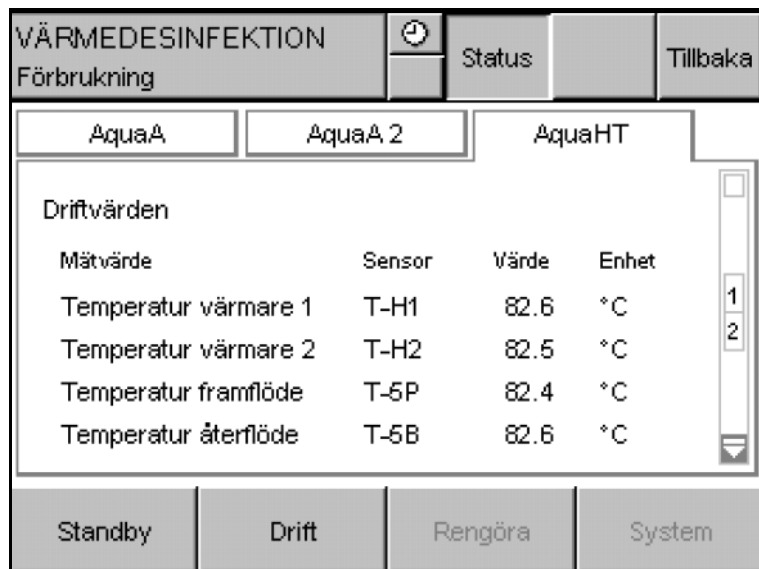 VÄRMEDESINFEKTION
Förbrukning
Status
Tillbaka
AquaA
AquaA 2
AquaHT
Driftvärden
Mätvärde Sensor Värde Enhet
Temperatur värmare 1 T-H1 82.6 °C
Temperatur värmare 2 T-H2 82.5 °C
Temperatur framflöde T-5P 82.4 °C
Temperatur återflöde T-5B 82.6 °C
1
2
Standby
Drift
Rengöra
System